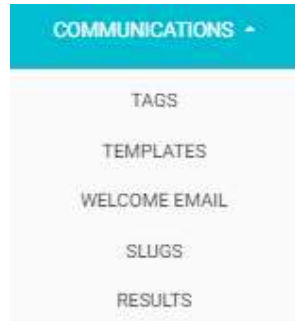 COMMUNICATIONS
TAGS
TEMPLATES
WELCOME EMAIL
SLUGS
RESULTS